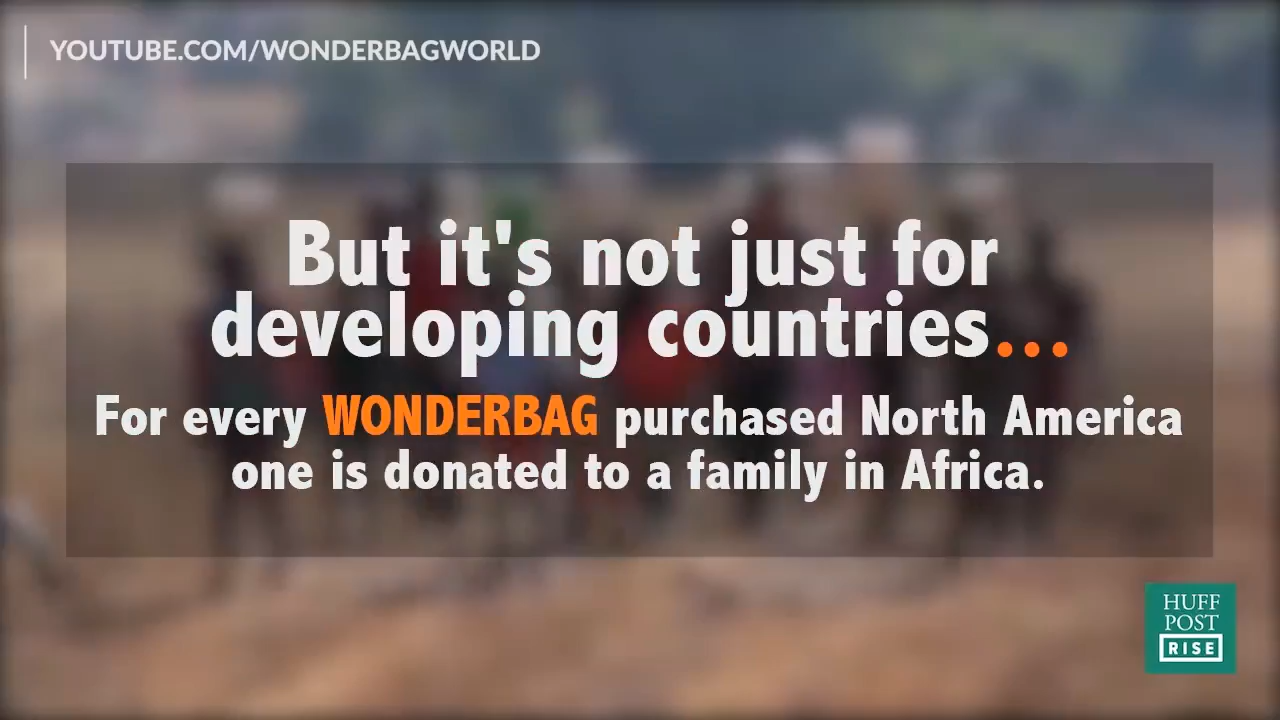 YOUTUBE.COM/WONDERBAGWORLD
But it's not just for
developing countries...
For every WONDERBAG purchased North America
one is donated to a family in Africa.
HUFF
POST
RISE